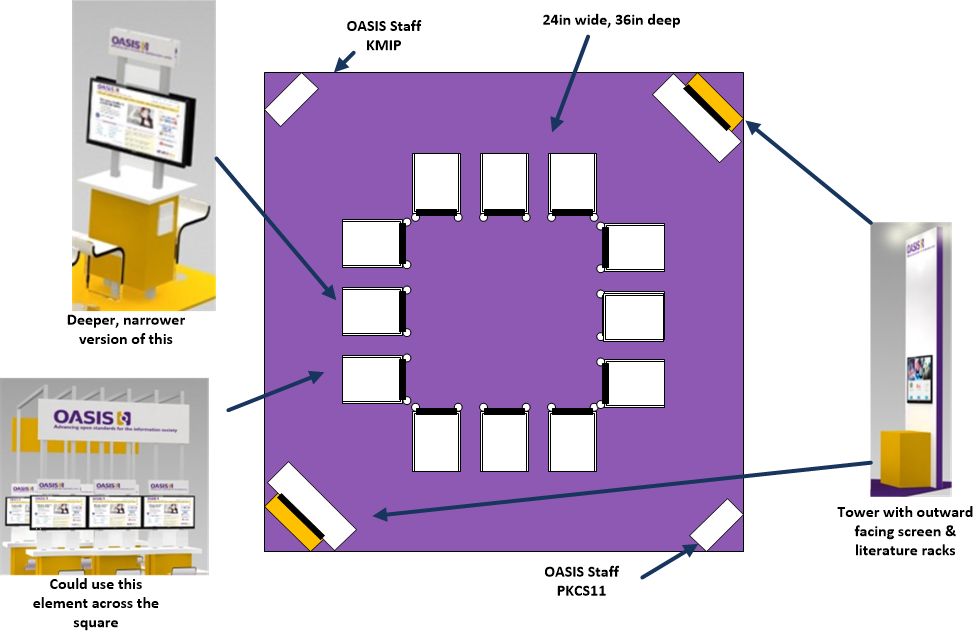 OASIS Staff
KMIP
24in wide, 36in deep
OASIS
Deeper, narrower
version of this
OASIS
Advancing open standards for the information society
Could use this
element across the
square
OASIS
Tower with outward
facing screen &
literature racks
OASIS Staff
PKCS11